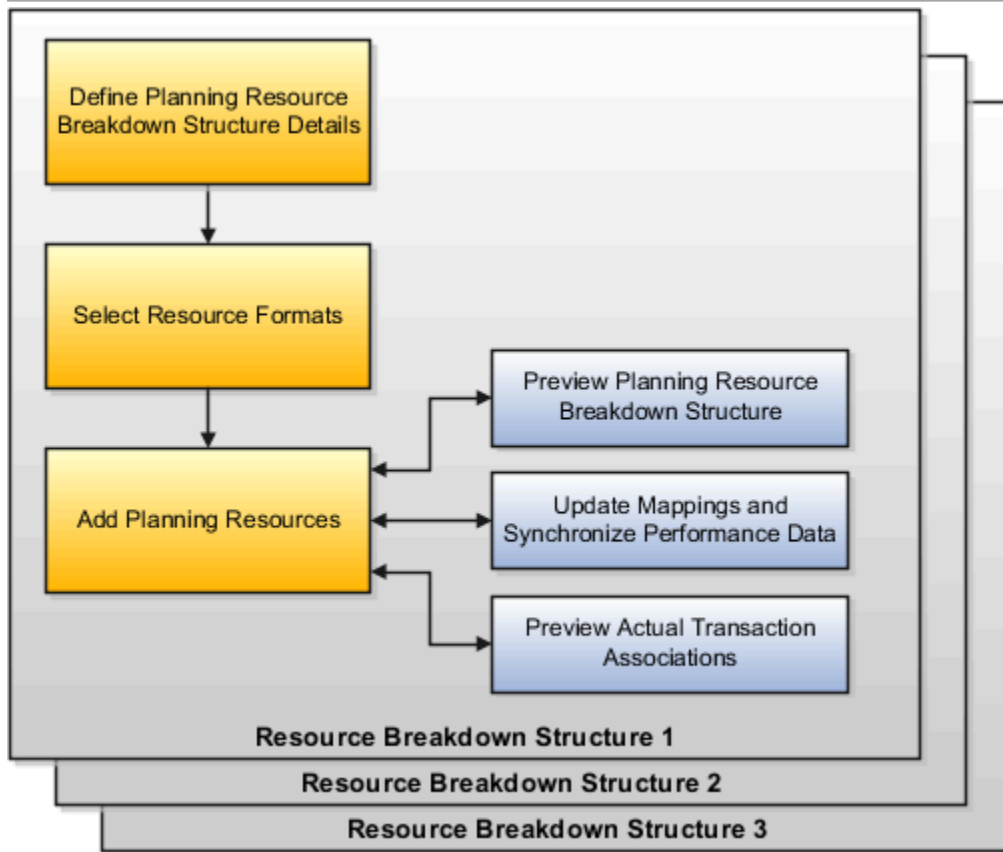 Define Planning Resource
Breakdown Structure Details
Select Resource Formats
Add Planning Resources
Preview Planning Resource
Breakdown Structure
Update Mappings and
Synchronize Performance Data
Preview Actual Transaction
Associations
Resource Breakdown Structure 1
Resource Breakdown Structure 2
Resource Breakdown Structure 3